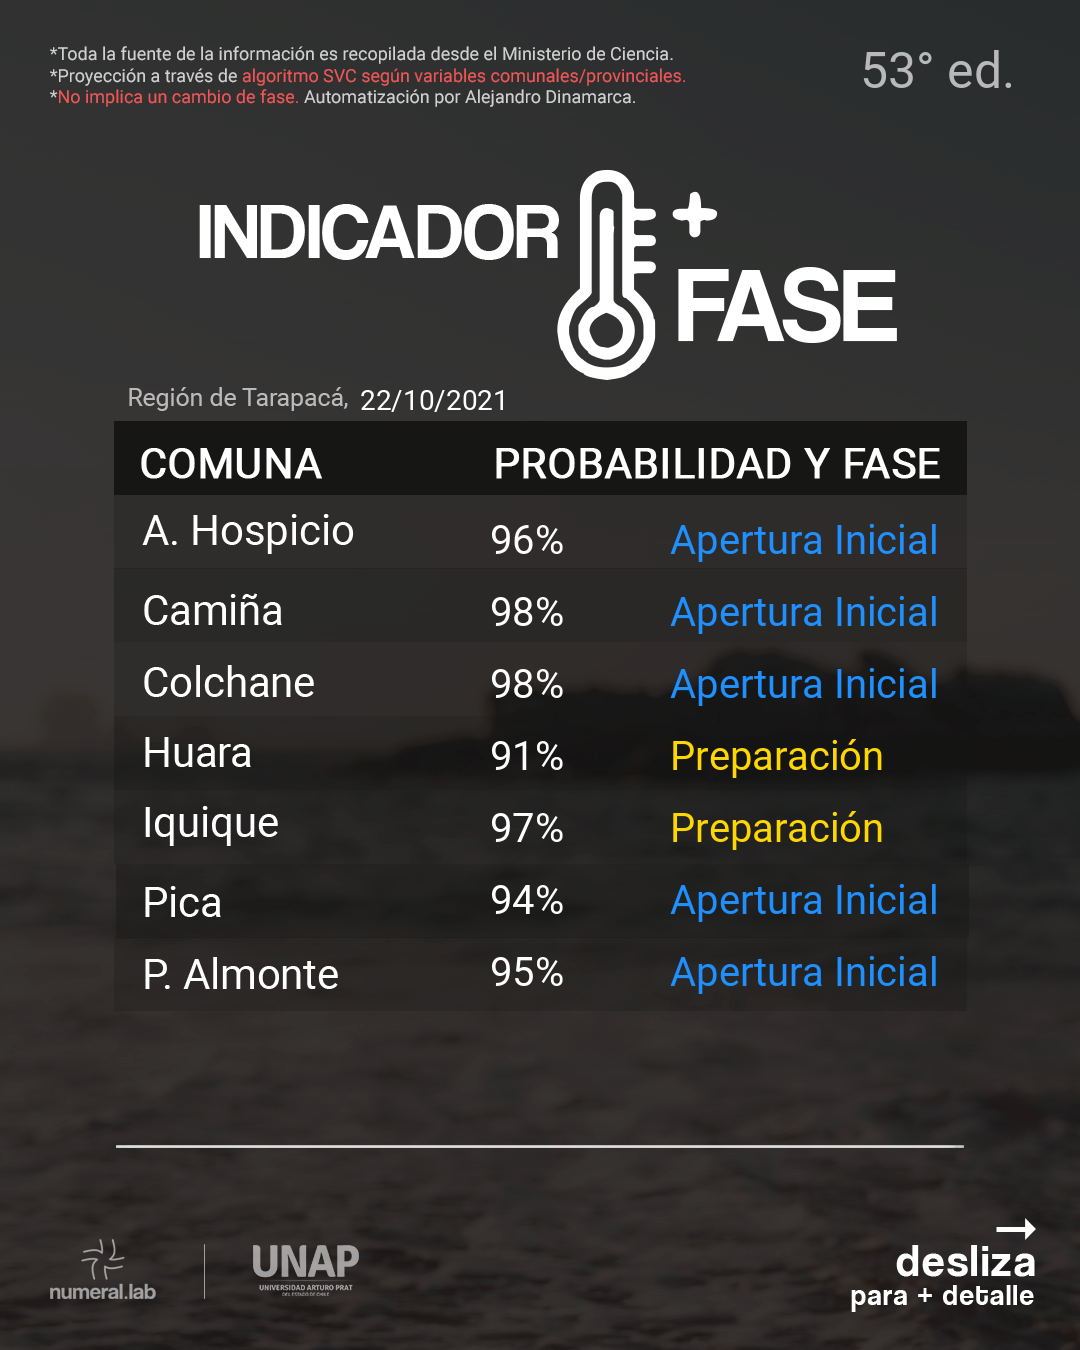 *Toda la fuente de la información es recopilada desde el Ministerio de Ciencia.
*Proyección a través de algoritmo SVC según variables comunales/provinciales.
*No implica un cambio de fase. Automatización por Alejandro Dinamarca.
53° ed.
INDICADOR
+
FASE
Región de Tarapacá, 22/10/2021
COMUNA PROBABILIDAD Y FASE
A. Hospicio 96% Apertura Inicial
Camiña 98% Apertura Inicial
Colchane 98% Apertura Inicial
Huara 91% Preparación
Iquique 97% Preparación
Pica 94% Apertura Inicial
P. Almonte 95% Apertura Inicial
numeral.lab
UNAP
UNIVERSIDAD ARTURO PRAT
DEL ESTADO DE CHILE
desliza
para + detalle